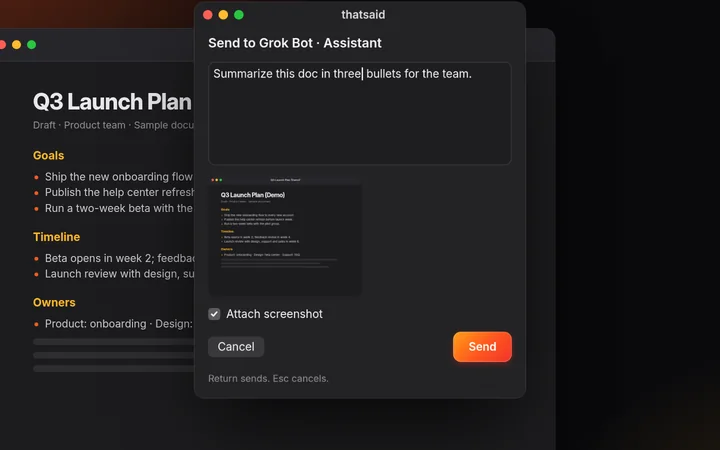 thatsaid
Send to Grok Bot · Assistant
Summarize this doc in three bullets for the team.
Q3 Launch Plan (Demo)
Goals
Timeline
Owners
Attach screenshot
Cancel
Send
Return sends. Esc cancels.
Q3 Launch Plan
Draft · Product team · Sample docu
Goals
• Ship the new onboarding flow
• Publish the help center refresh
• Run a two-week beta with the
Timeline
• Beta opens in week 2; feedbac
• Launch review with design, su
Owners
• Product: onboarding · Design: